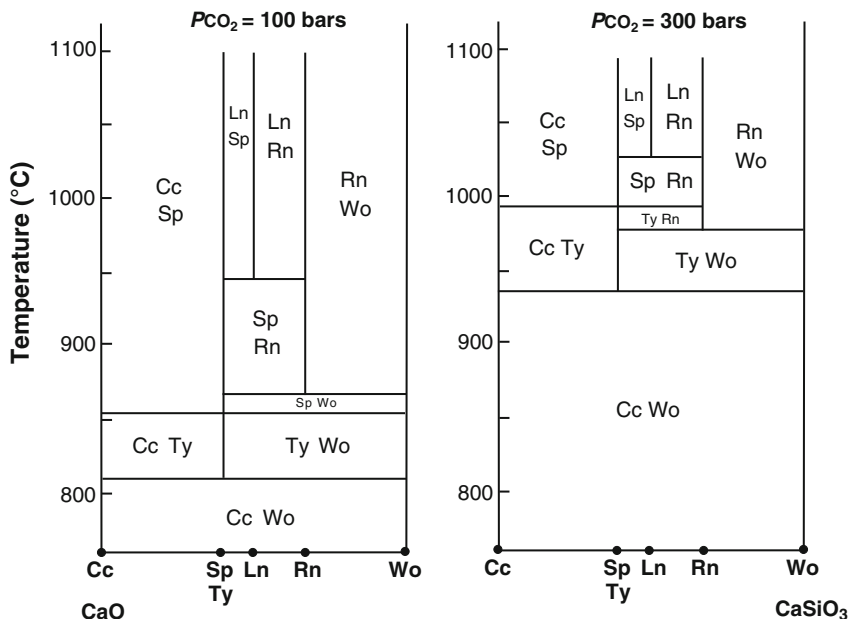 PCO2 = 100 bars
1100
1000
900
800
Temperature (°C)
Ln
Sp
Ln
Rn
Cc
Sp
Rn
Wo
Sp
Rn
Sp Wo
Cc Ty
Ty Wo
Cc Wo
Cc
Sp
Ty
Ln
Rn
Wo
CaO
PCO2 = 300 bars
1100
1000
900
800
Ln
Sp
Ln
Rn
Cc
Sp
Rn
Wo
Sp Rn
Ty Rn
Cc Ty
Ty Wo
Cc Wo
Cc
Sp
Ty
Ln
Rn
Wo
CaSiO3